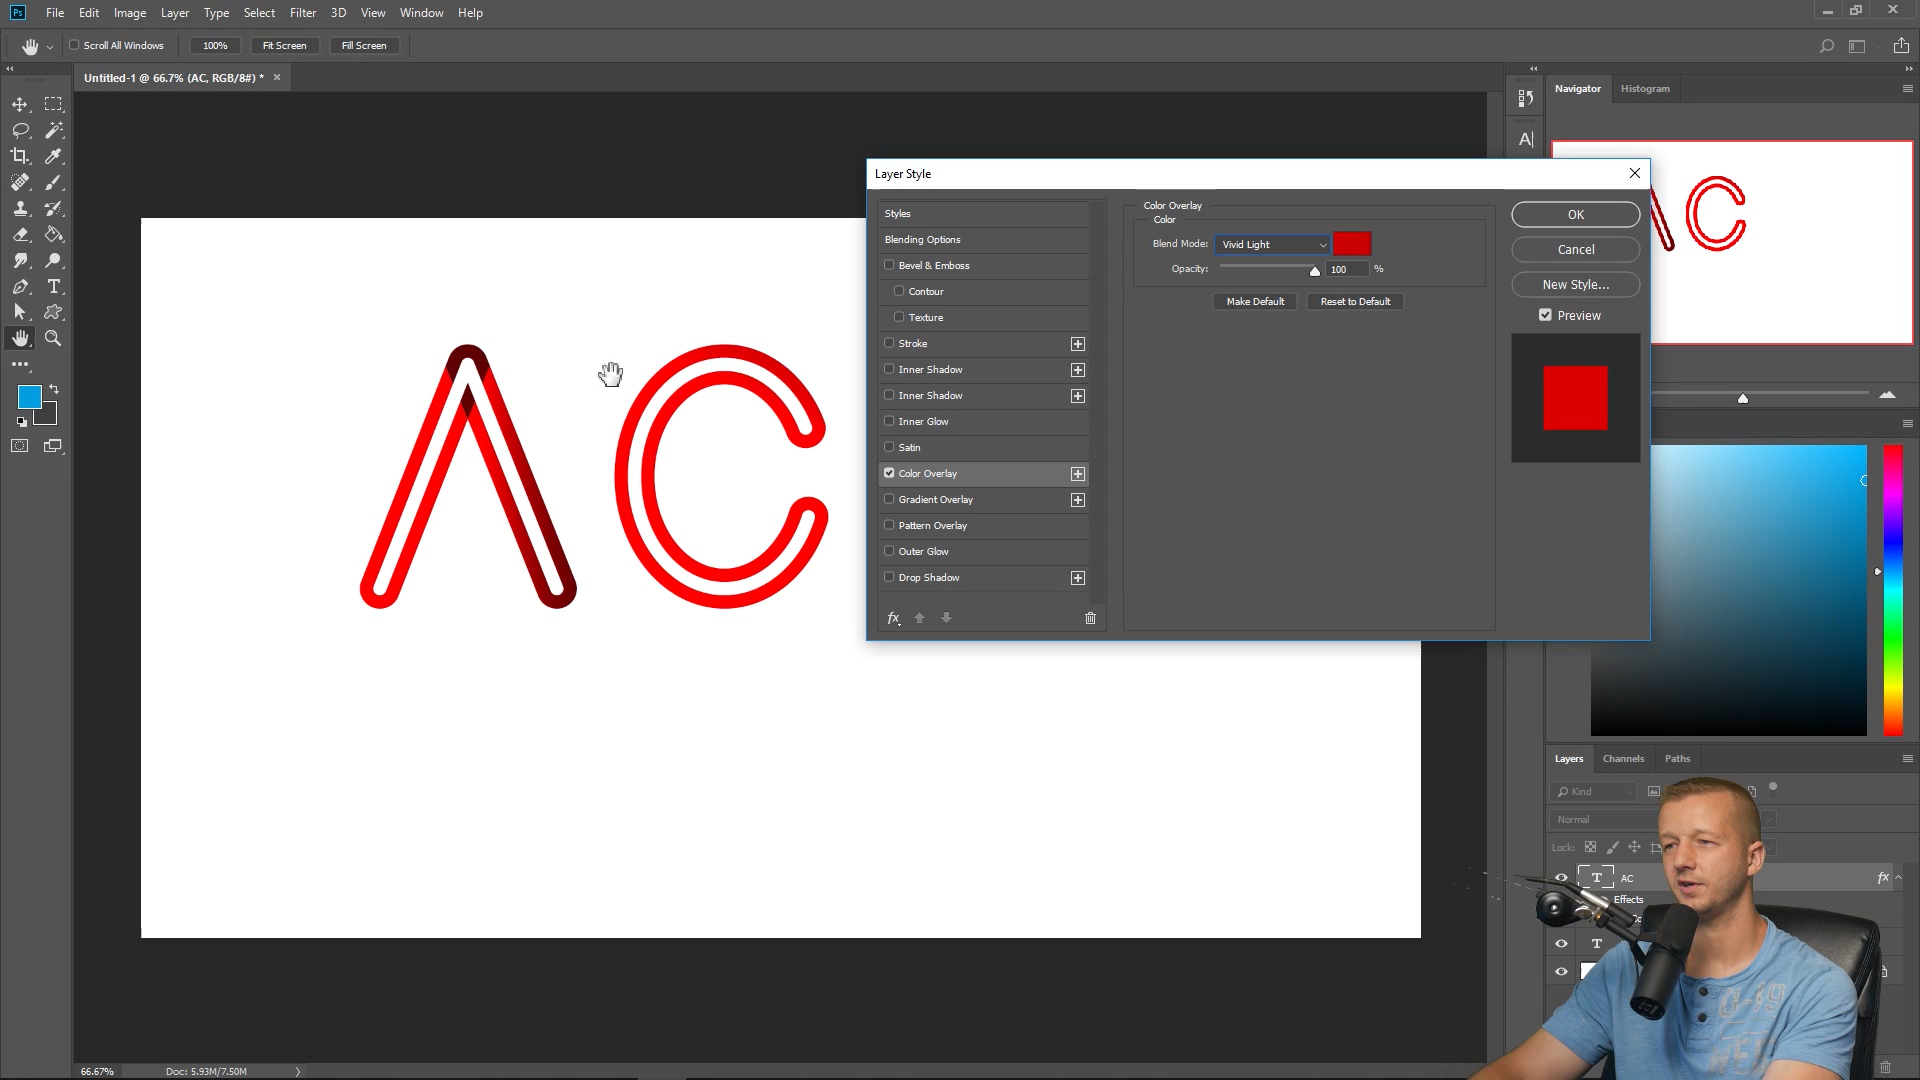 Ps File Edit Image Layer Type Select Filter 3D View Window Help
Scroll All Windows 100% Fit Screen Fill Screen
Untitled-1 @ 66.7% (AC, RGB/8#) * ×
Navigator Histogram
A|
Layer Style
Styles
Blending Options
Bevel & Emboss
Contour
Texture
Stroke
Inner Shadow
Inner Shadow
Inner Glow
Satin
Color Overlay
Gradient Overlay
Pattern Overlay
Outer Glow
Drop Shadow
fx
Color Overlay
Color
Blend Mode: Vivid Light
Opacity: 100 %
Make Default Reset to Default
OK
Cancel
New Style...
Preview
AC
C
Layers Channels Paths
Kind
Normal
Lock:
T AC fx
Effects
T
66.67% Doc: 5.93M/7.50M